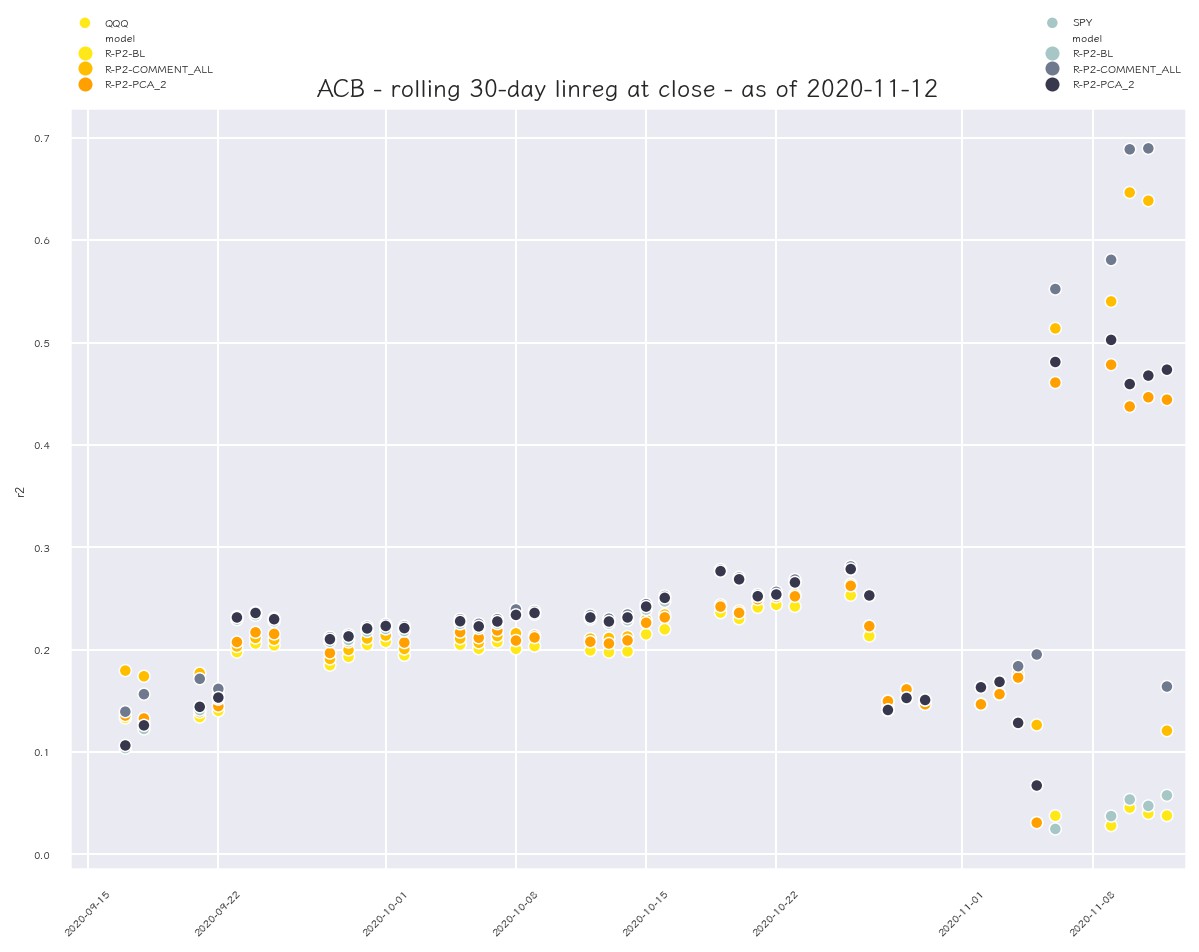 QQQ
model
R-P2-BL
R-P2-COMMENT_ALL
R-P2-PCA_2
SPY
model
R-P2-BL
R-P2-COMMENT_ALL
R-P2-PCA_2
ACB - rolling 30-day linreg at close - as of 2020-11-12
0.7
0.6
0.5
0.4
0.3
0.2
0.1
0.0
r2
2020-09-15
2020-09-22
2020-10-01
2020-10-08
2020-10-15
2020-10-22
2020-11-01
2020-11-08